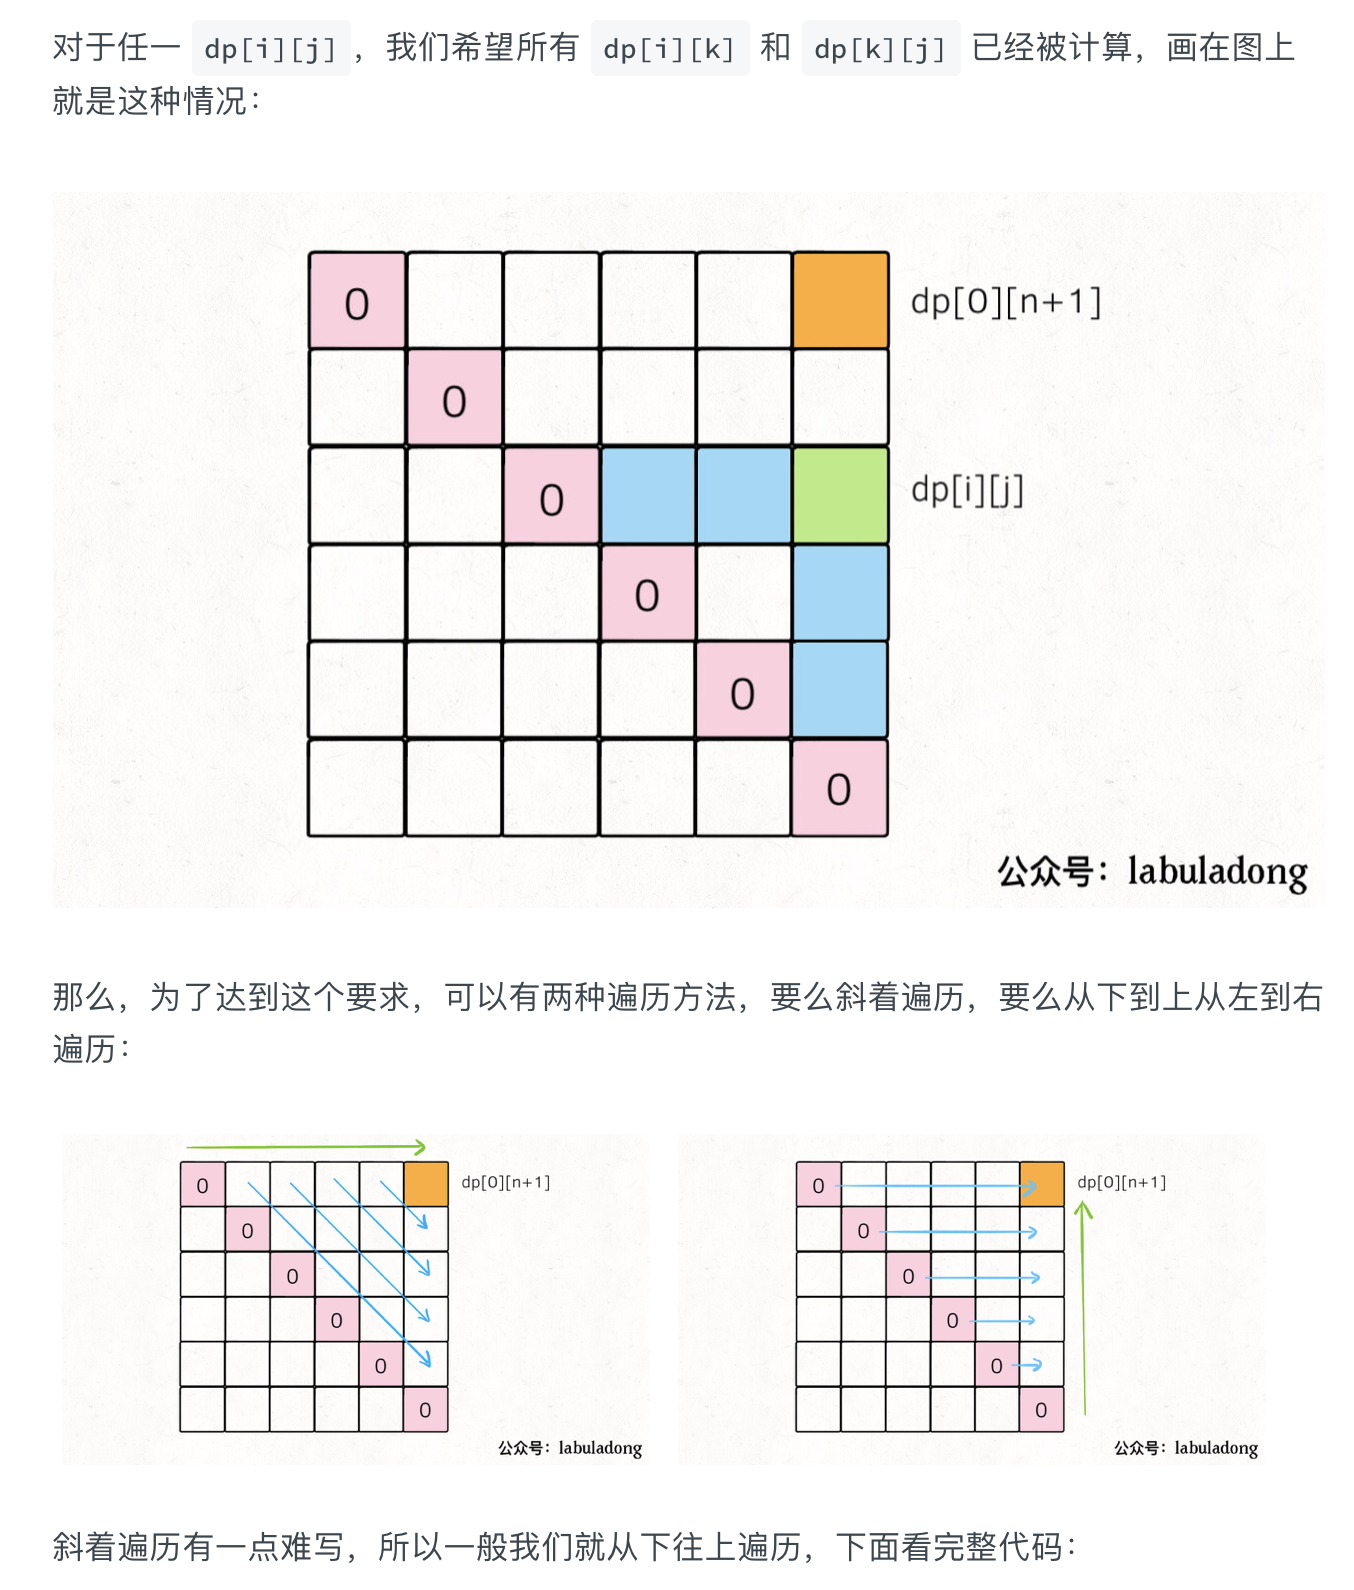 对于任一 dp[i][j] ，我们希望所有 dp[i][k] 和 dp[k][j] 已经被计算，画在图上
就是这种情况：
0 dp[0][n+1]
0
0 dp[i][j]
0
0
0
公众号：labuladong
那么，为了达到这个要求，可以有两种遍历方法，要么斜着遍历，要么从下到上从左到右
遍历：
0 dp[0][n+1]
0
0
0
0
0
公众号：labuladong
0 dp[0][n+1]
0
0
0
0
0
公众号：labuladong
斜着遍历有一点难写，所以一般我们就从下往上遍历，下面看完整代码：